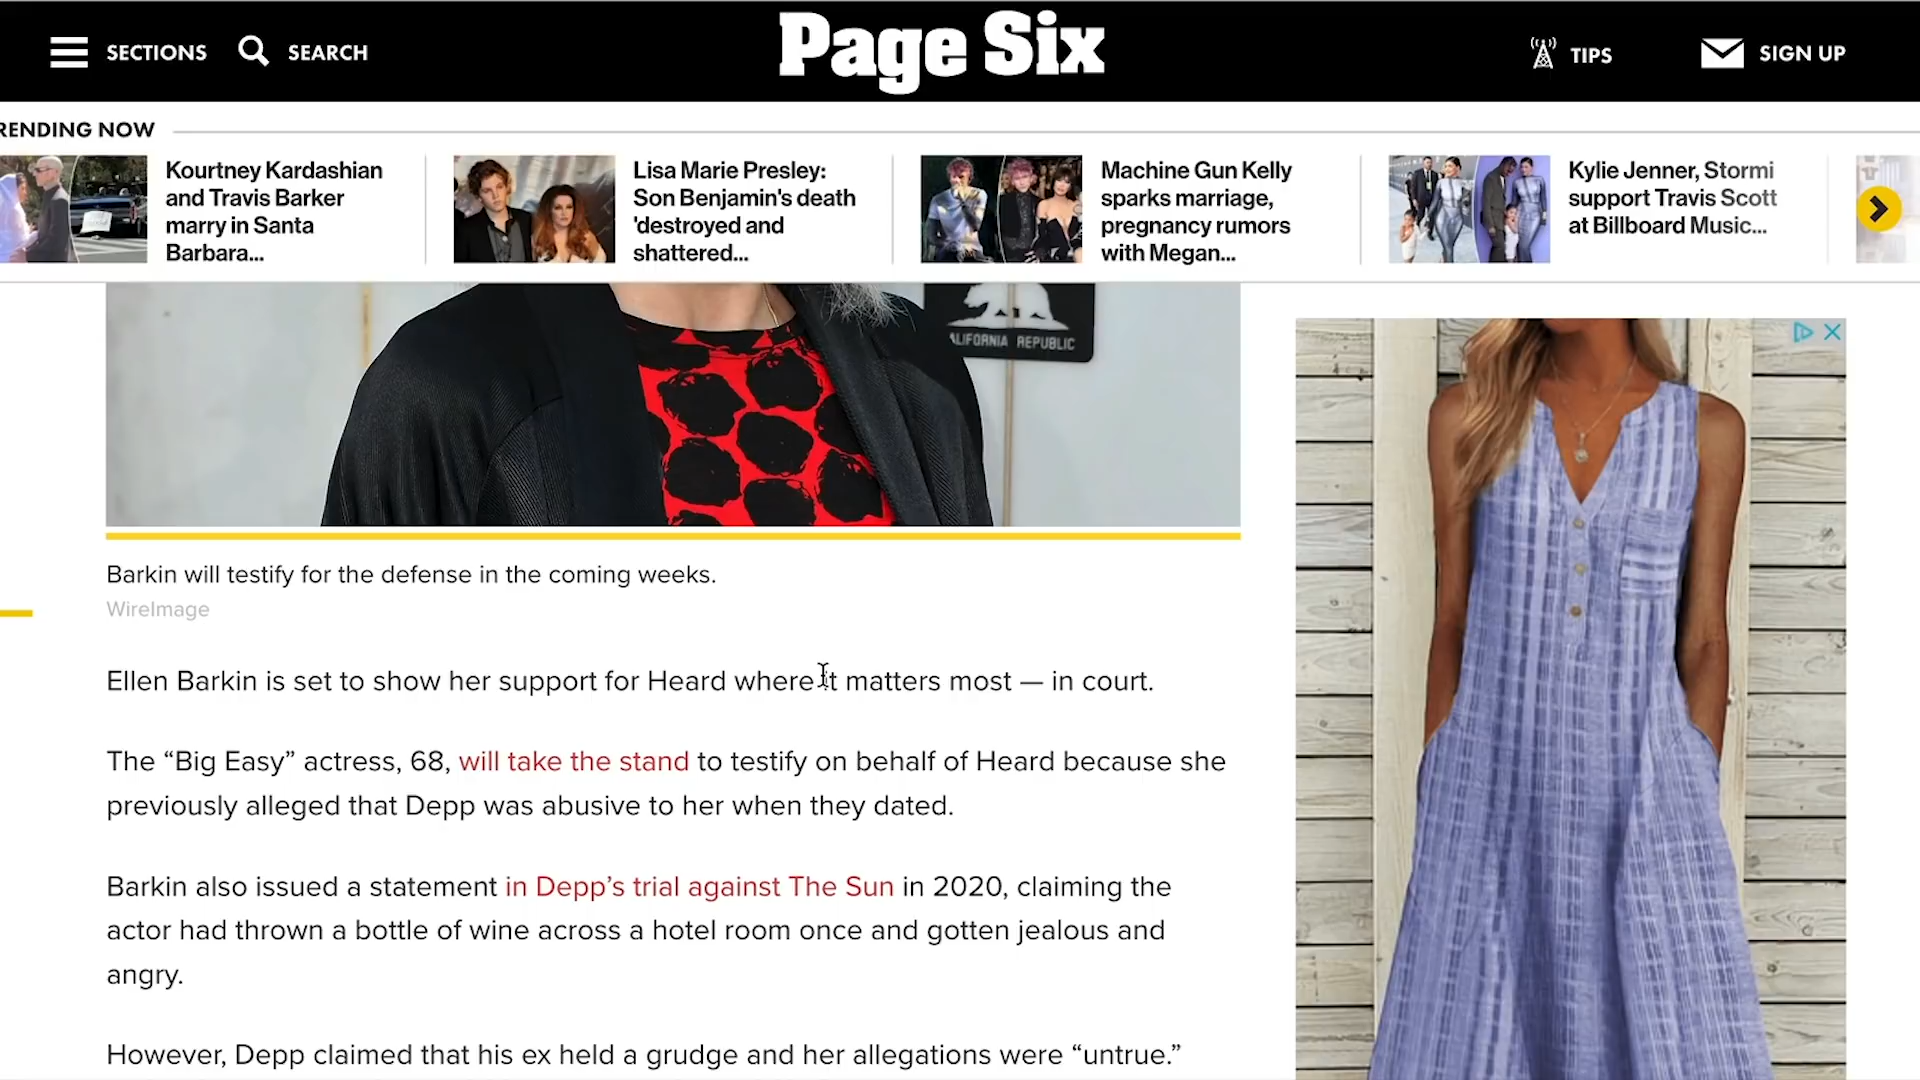 SECTIONS
SEARCH
Page Six
TIPS
SIGN UP
RENDING NOW
Kourtney Kardashian
and Travis Barker
marry in Santa
Barbara...
Lisa Marie Presley:
Son Benjamin's death
'destroyed and
shattered...
Machine Gun Kelly
sparks marriage,
pregnancy rumors
with Megan...
Kylie Jenner, Stormi
support Travis Scott
at Billboard Music...
ALIFORNIA REPUBLIC
Barkin will testify for the defense in the coming weeks.
WireImage
Ellen Barkin is set to show her support for Heard where it matters most — in court.
The “Big Easy” actress, 68, will take the stand to testify on behalf of Heard because she
previously alleged that Depp was abusive to her when they dated.
Barkin also issued a statement in Depp’s trial against The Sun in 2020, claiming the
actor had thrown a bottle of wine across a hotel room once and gotten jealous and
angry.
However, Depp claimed that his ex held a grudge and her allegations were “untrue.”